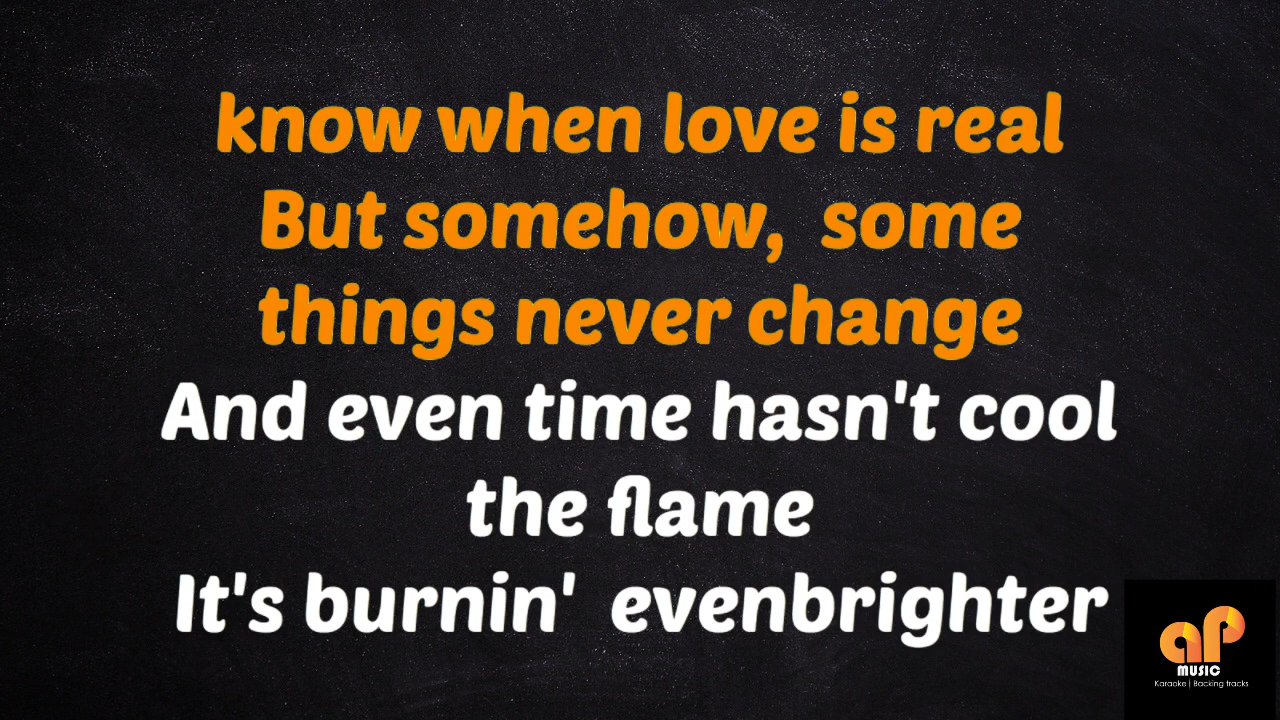 know when love is real
But somehow,  some
things never change
And even time hasn't cool
the flame
It's burnin'  evenbrighter
ap
MUSIC
Karaoke | Backing tracks